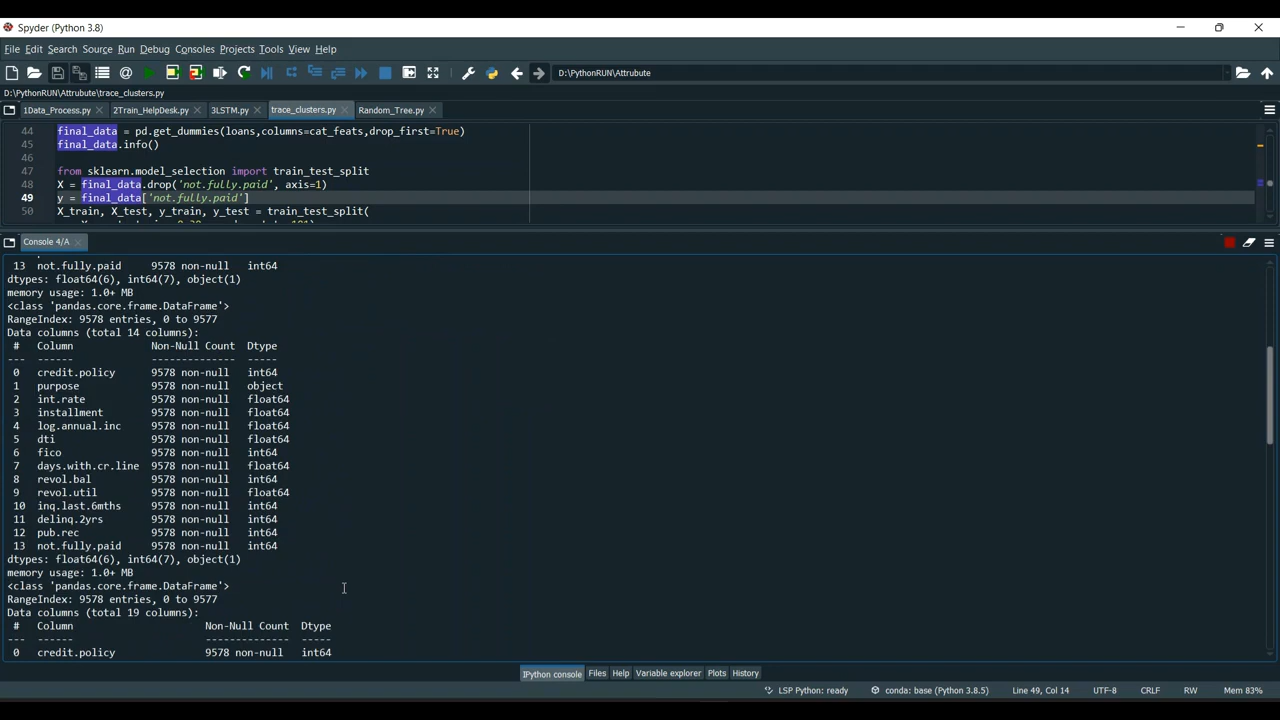 Spyder (Python 3.8)
File Edit Search Source Run Debug Consoles Projects Tools View Help
D:\PythonRUN\Attrubute
D:\PythonRUN\Attrubute\trace_clusters.py
1Data_Process.py 2Train_HelpDesk.py 3LSTM.py trace_clusters.py Random_Tree.py
44 final_data = pd.get_dummies(loans,columns=cat_feats,drop_first=True)
45 final_data.info()
46
47 from sklearn.model_selection import train_test_split
48 X = final_data.drop('not.fully.paid', axis=1)
49 y = final_data['not.fully.paid']
50 X_train, X_test, y_train, y_test = train_test_split(
Console 4/A
13 not.fully.paid 9578 non-null int64
dtypes: float64(6), int64(7), object(1)
memory usage: 1.0+ MB
<class 'pandas.core.frame.DataFrame'>
RangeIndex: 9578 entries, 0 to 9577
Data columns (total 14 columns):
# Column Non-Null Count Dtype
--- ------ -------------- -----
0 credit.policy 9578 non-null int64
1 purpose 9578 non-null object
2 int.rate 9578 non-null float64
3 installment 9578 non-null float64
4 log.annual.inc 9578 non-null float64
5 dti 9578 non-null float64
6 fico 9578 non-null int64
7 days.with.cr.line 9578 non-null float64
8 revol.bal 9578 non-null int64
9 revol.util 9578 non-null float64
10 inq.last.6mths 9578 non-null int64
11 delinq.2yrs 9578 non-null int64
12 pub.rec 9578 non-null int64
13 not.fully.paid 9578 non-null int64
dtypes: float64(6), int64(7), object(1)
memory usage: 1.0+ MB
<class 'pandas.core.frame.DataFrame'>
RangeIndex: 9578 entries, 0 to 9577
Data columns (total 19 columns):
# Column Non-Null Count Dtype
--- ------ -------------- -----
0 credit.policy 9578 non-null int64
IPython console Files Help Variable explorer Plots History
LSP Python: ready conda: base (Python 3.8.5) Line 49, Col 14 UTF-8 CRLF RW Mem 83%